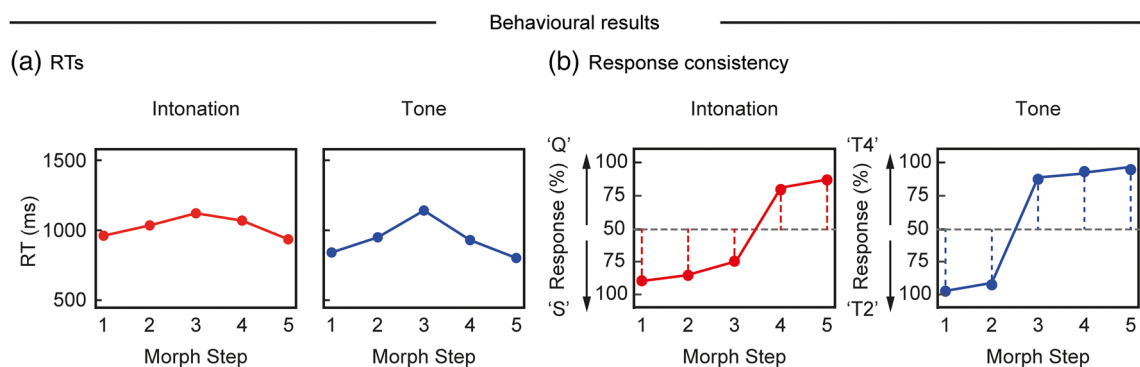 Behavioural results
(a) RTs
(b) Response consistency
Intonation
Tone
Intonation
Tone
RT (ms)
1500
1000
500
1 2 3 4 5
Morph Step
1 2 3 4 5
Morph Step
'Q'
Response (%)
'S'
100
75
50
75
100
1 2 3 4 5
Morph Step
'T4'
Response (%)
'T2'
100
75
50
75
100
1 2 3 4 5
Morph Step